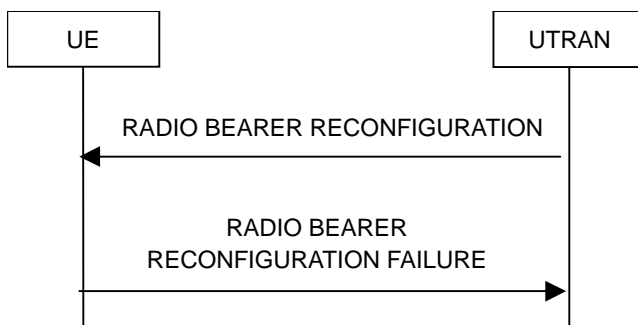 UE
UTRAN
RADIO BEARER RECONFIGURATION
RADIO BEARER
RECONFIGURATION FAILURE